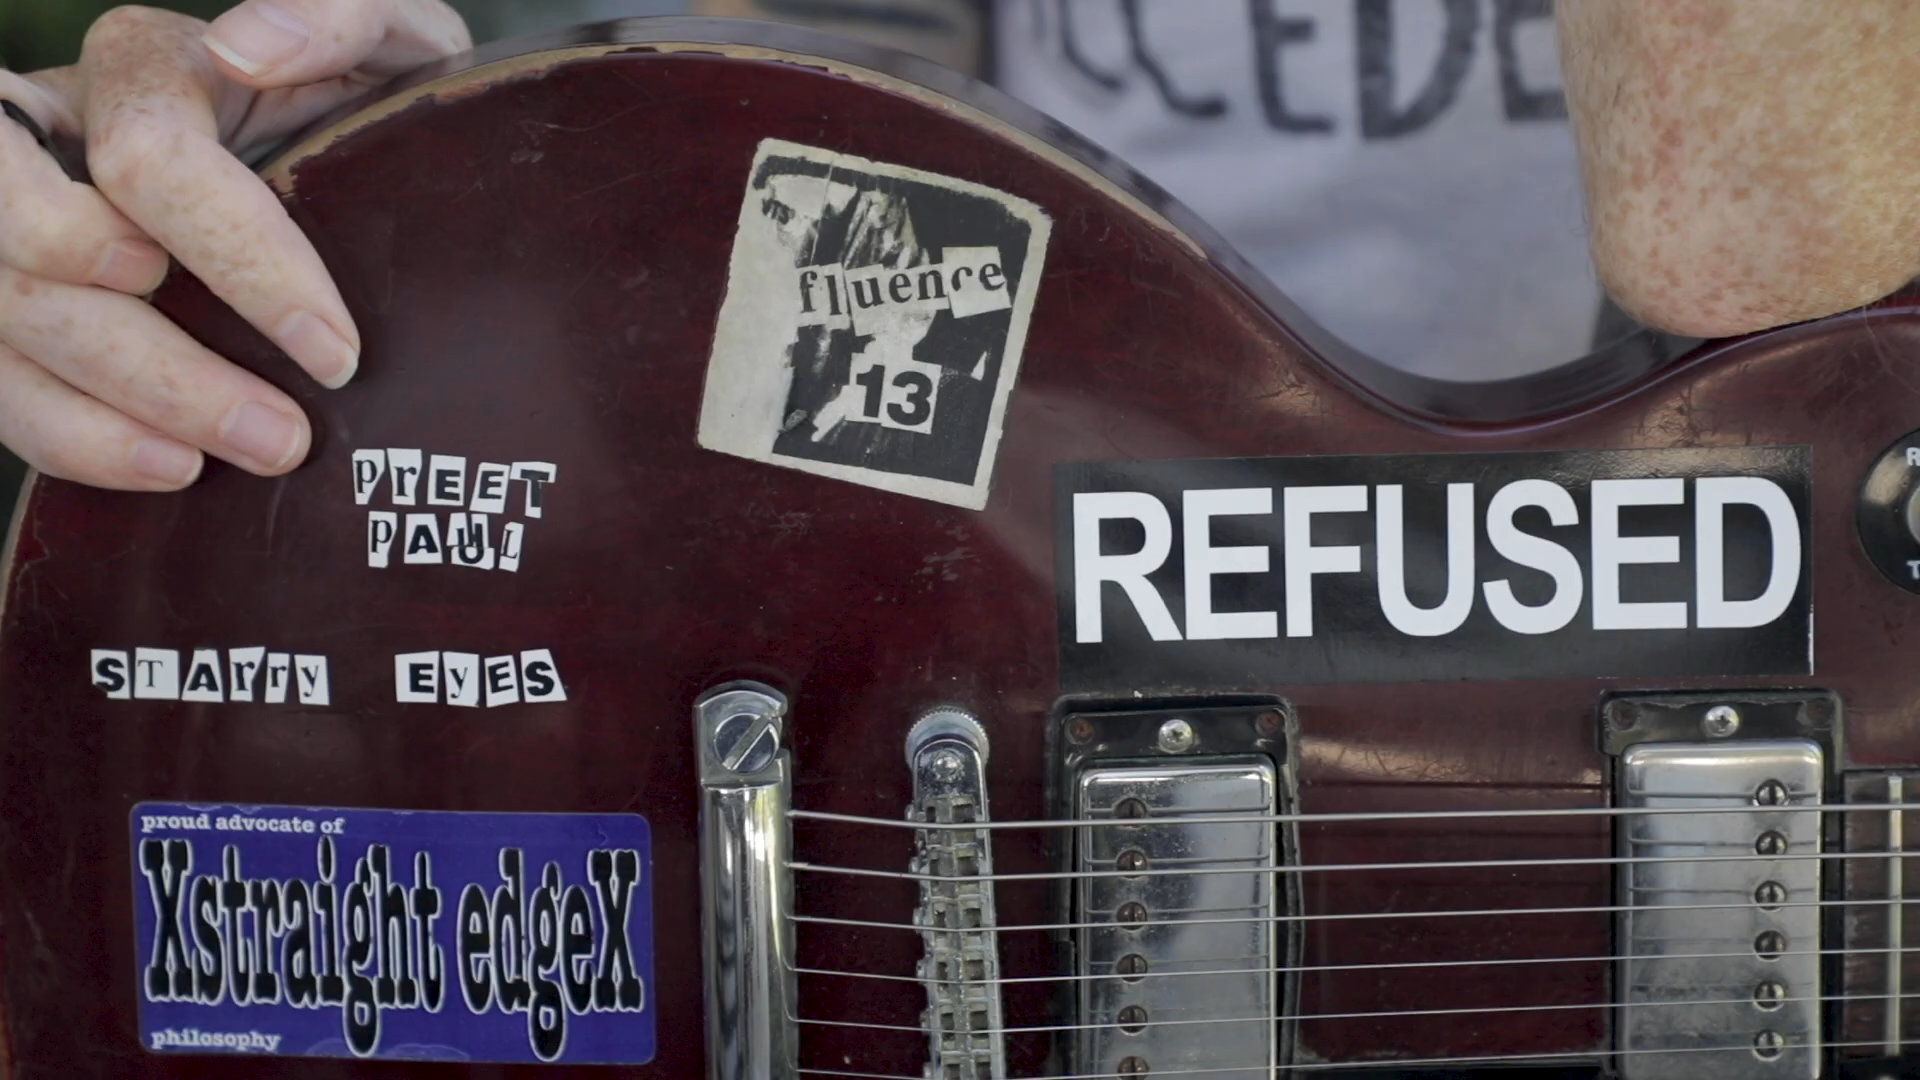 fluence
13
PrEET
PAUL
REFUSED
STArry EyES
proud advocate of
Xstraight edgeX
philosophy